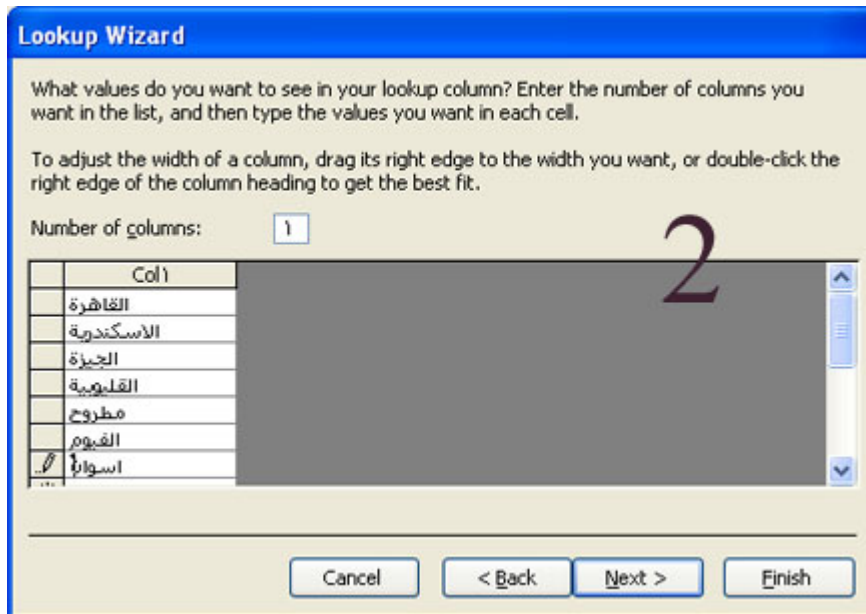 Lookup Wizard
What values do you want to see in your lookup column? Enter the number of columns you
want in the list, and then type the values you want in each cell.
To adjust the width of a column, drag its right edge to the width you want, or double-click the
right edge of the column heading to get the best fit.
Number of columns: ١
2
Col١
القاهرة
الاسكندرية
الجيزة
القليوبية
مطروح
الفيوم
اسوان
Cancel < Back Next > Finish